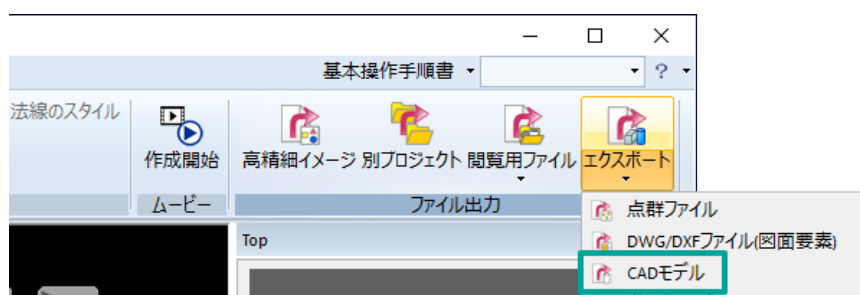 基本操作手順書
?
法線のスタイル
作成開始
高精細イメージ 別プロジェクト 閲覧用ファイル エクスポート
ムービー
ファイル出力
点群ファイル
Top
DWG/DXFファイル(図面要素)
CADモデル